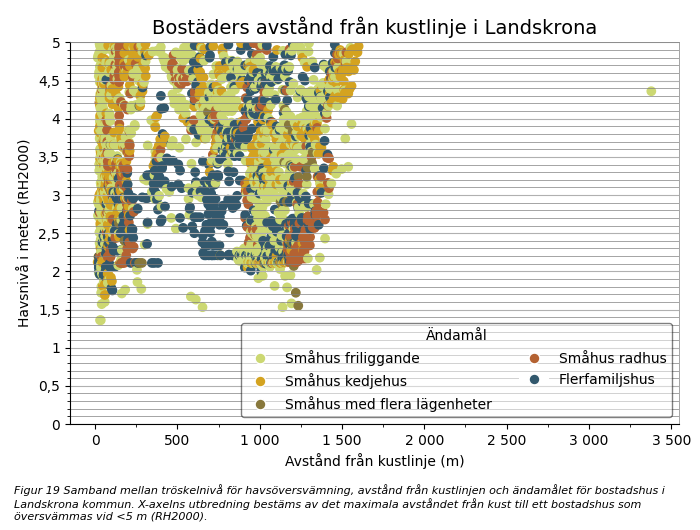 Bostäders avstånd från kustlinje i Landskrona
Havsnivå i meter (RH2000)
5
4,5
4
3,5
3
2,5
2
1,5
1
0,5
0
Ändamål
Småhus friliggande
Småhus kedjehus
Småhus med flera lägenheter
Småhus radhus
Flerfamiljshus
0 500 1 000 1 500 2 000 2 500 3 000 3 500
Avstånd från kustlinje (m)
Figur 19 Samband mellan tröskelnivå för havsöversvämning, avstånd från kustlinjen och ändamålet för bostadshus i
Landskrona kommun. X-axelns utbredning bestäms av det maximala avståndet från kust till ett bostadshus som
översvämmas vid <5 m (RH2000).